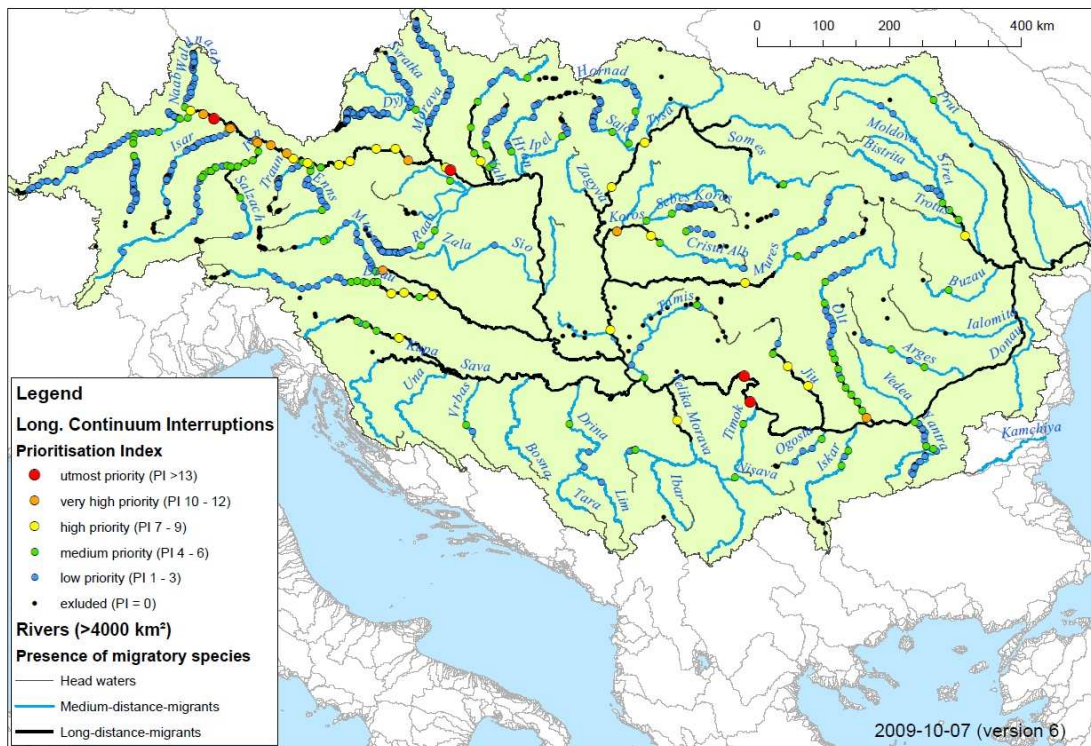 0 100 200 400 km
Naab
Waldnaab
Svratka
Dyje
Morava
Hornad
Vah
Hron
Ipel
Sajo
Tysa
Zagyva
Somes
Prut
Moldova
Bistrita
Siret
Trotus
Isar
Inn
Traun
Enns
Salzach
Mur
Raab
Zala
Sio
Drau
Koros
Sebes Koros
Crisul Alb
Mures
Tamis
Buzau
Ialomita
Donau
Olt
Arges
Vedea
Jiu
Kupa
Sava
Una
Vrbas
Bosna
Drina
Tara
Lim
Ibar
Velika Morava
Nisava
Timok
Ogosta
Iskar
Yantra
Kamchiya
Legend
Long. Continuum Interruptions
Prioritisation Index
utmost priority (PI >13)
very high priority (PI 10 - 12)
high priority (PI 7 - 9)
medium priority (PI 4 - 6)
low priority (PI 1 - 3)
exluded (PI = 0)
Rivers (>4000 km²)
Presence of migratory species
Head waters
Medium-distance-migrants
Long-distance-migrants
2009-10-07 (version 6)